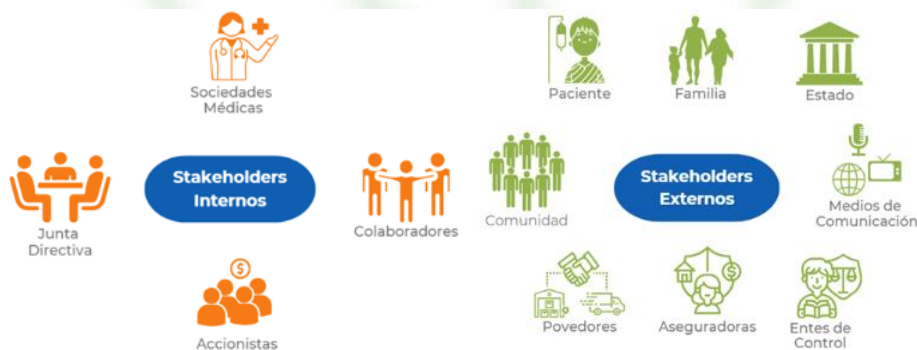 Sociedades
Médicas
Stakeholders
Internos
Junta
Directiva
Colaboradores
$
Accionistas
Paciente
Familia
Estado
Comunidad
Stakeholders
Externos
Medios de
Comunicación
$
Povedores
Aseguradoras
Entes de
Control